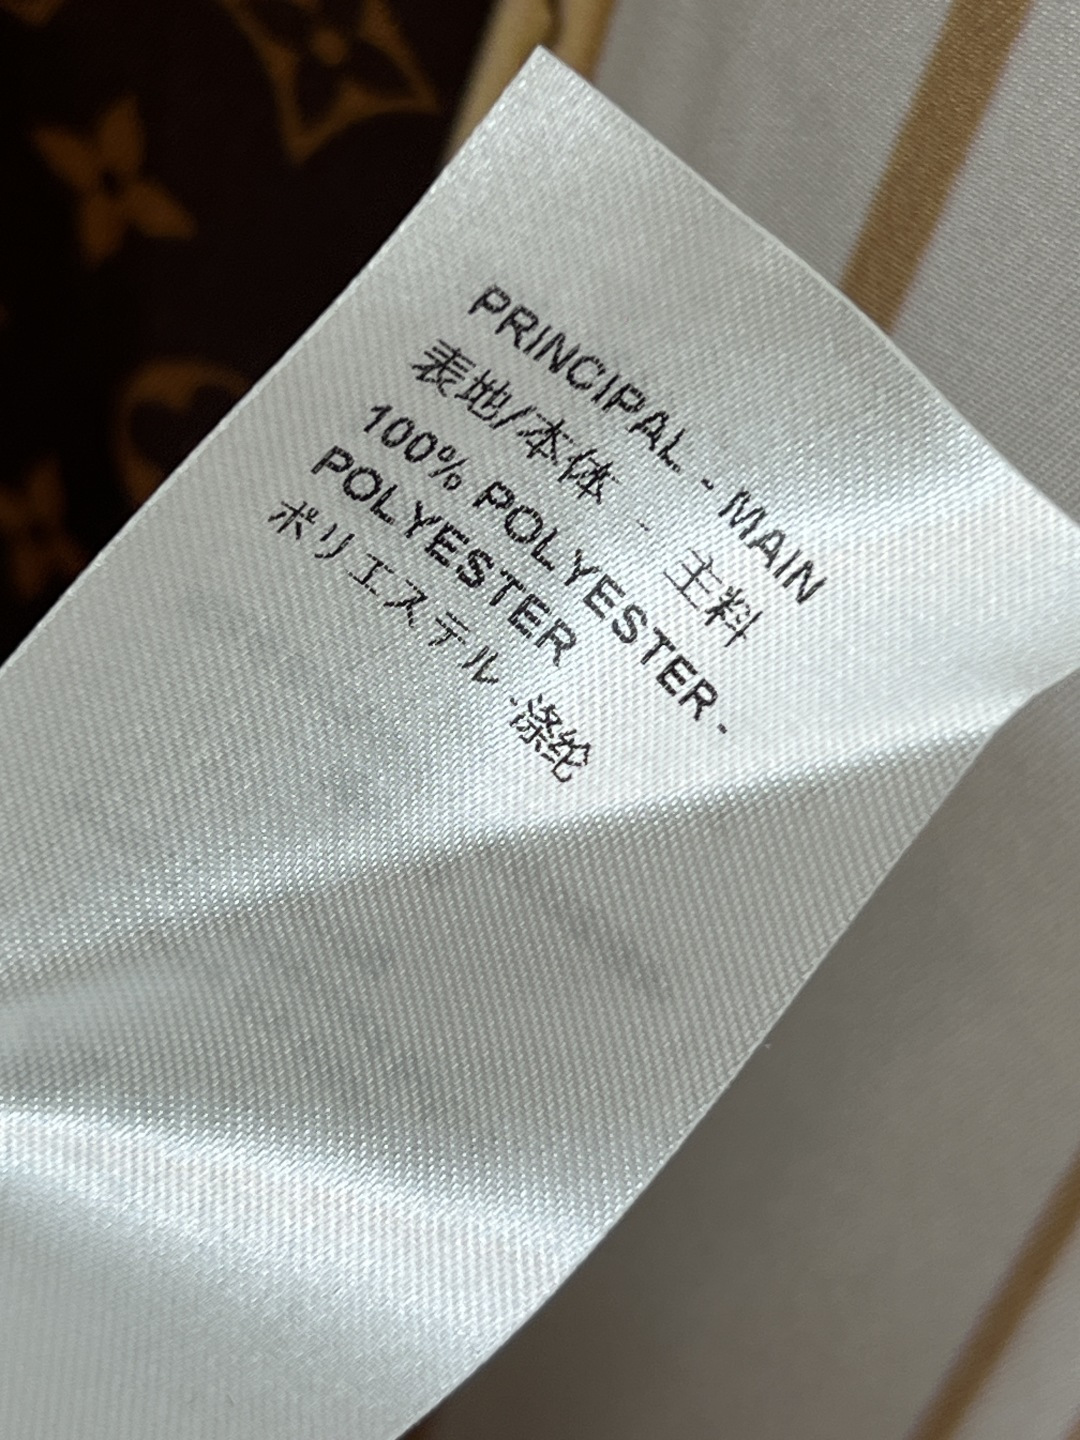 PRINCIPAL - MAIN
表地/本体 - 主料
100% POLYESTER -
POLYESTER
ポリエステル - 涤纶